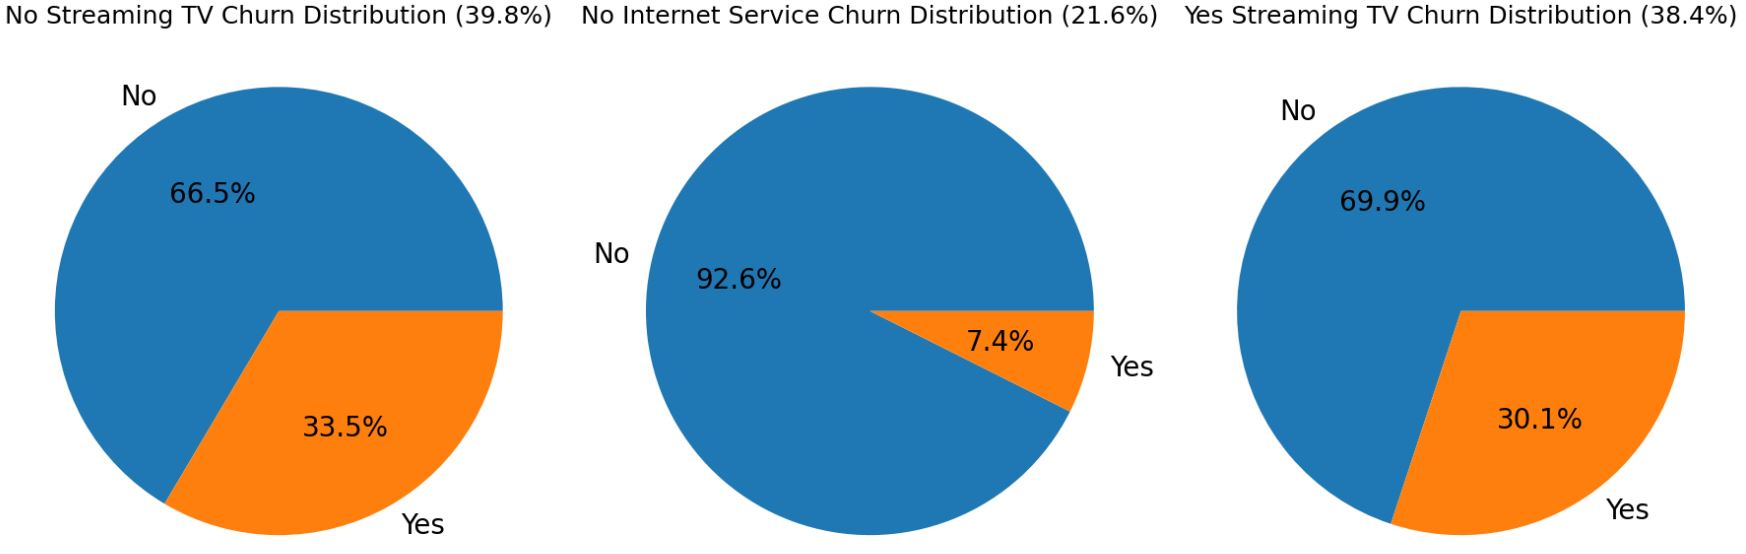 No Streaming TV Churn Distribution (39.8%)
No
66.5%
33.5%
Yes
No Internet Service Churn Distribution (21.6%)
No
92.6%
7.4%
Yes
Yes Streaming TV Churn Distribution (38.4%)
No
69.9%
30.1%
Yes